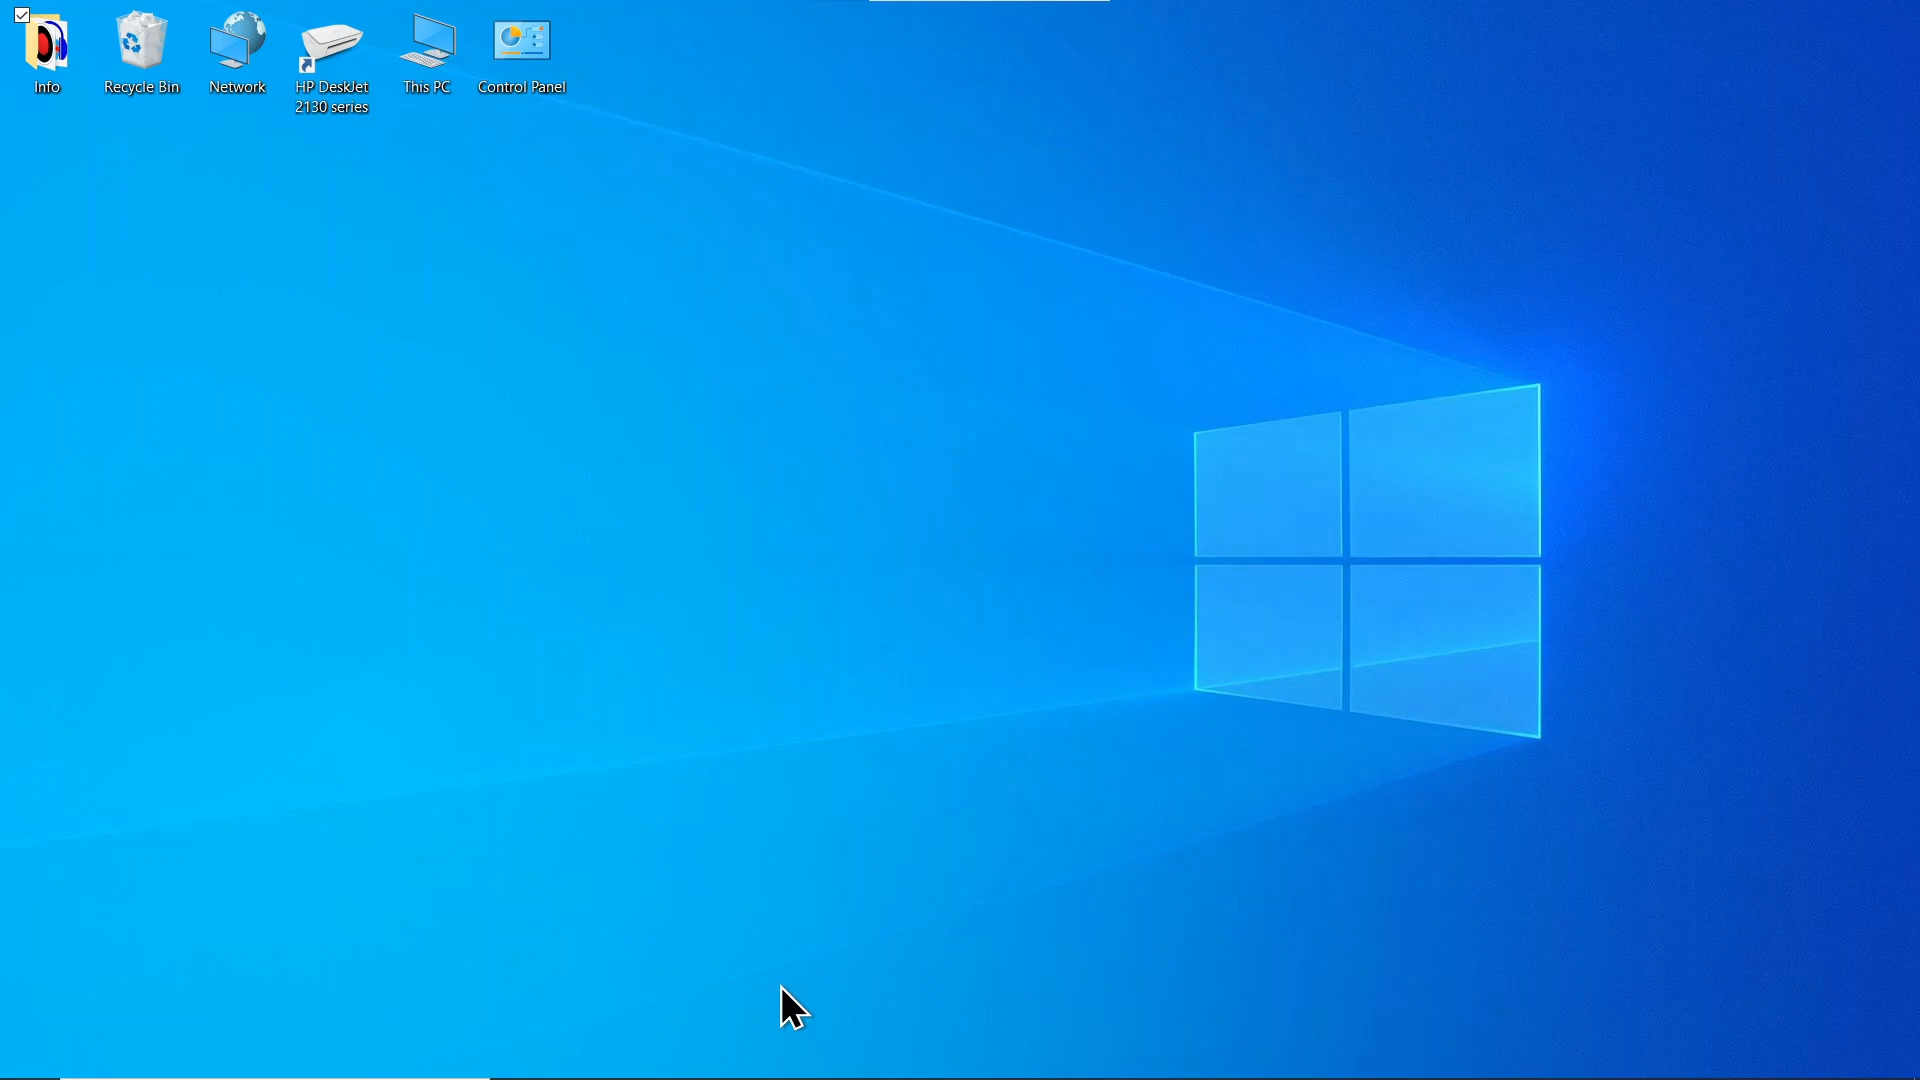 Info
Recycle Bin
Network
HP DeskJet
2130 series
This PC
Control Panel